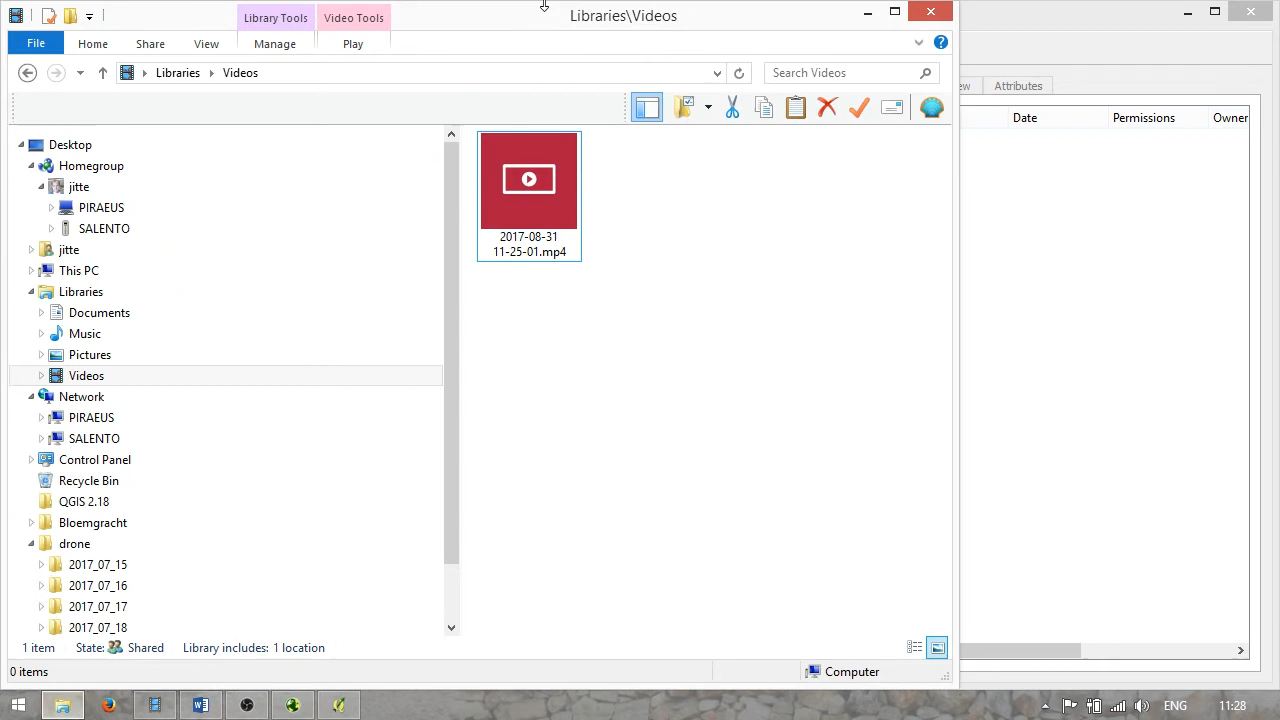 Library Tools
Video Tools
Libraries\Videos
File
Home
Share
View
Manage
Play
Libraries
Videos
Search Videos
Attributes
Date
Permissions
Owner
Desktop
Homegroup
jitte
PIRAEUS
SALENTO
jitte
This PC
Libraries
Documents
Music
Pictures
Videos
Network
PIRAEUS
SALENTO
Control Panel
Recycle Bin
QGIS 2.18
Bloemgracht
drone
2017_07_15
2017_07_16
2017_07_17
2017_07_18
2017-08-31
11-25-01.mp4
1 item
State:
Shared
Library includes: 1 location
0 items
Computer
ENG
11:28